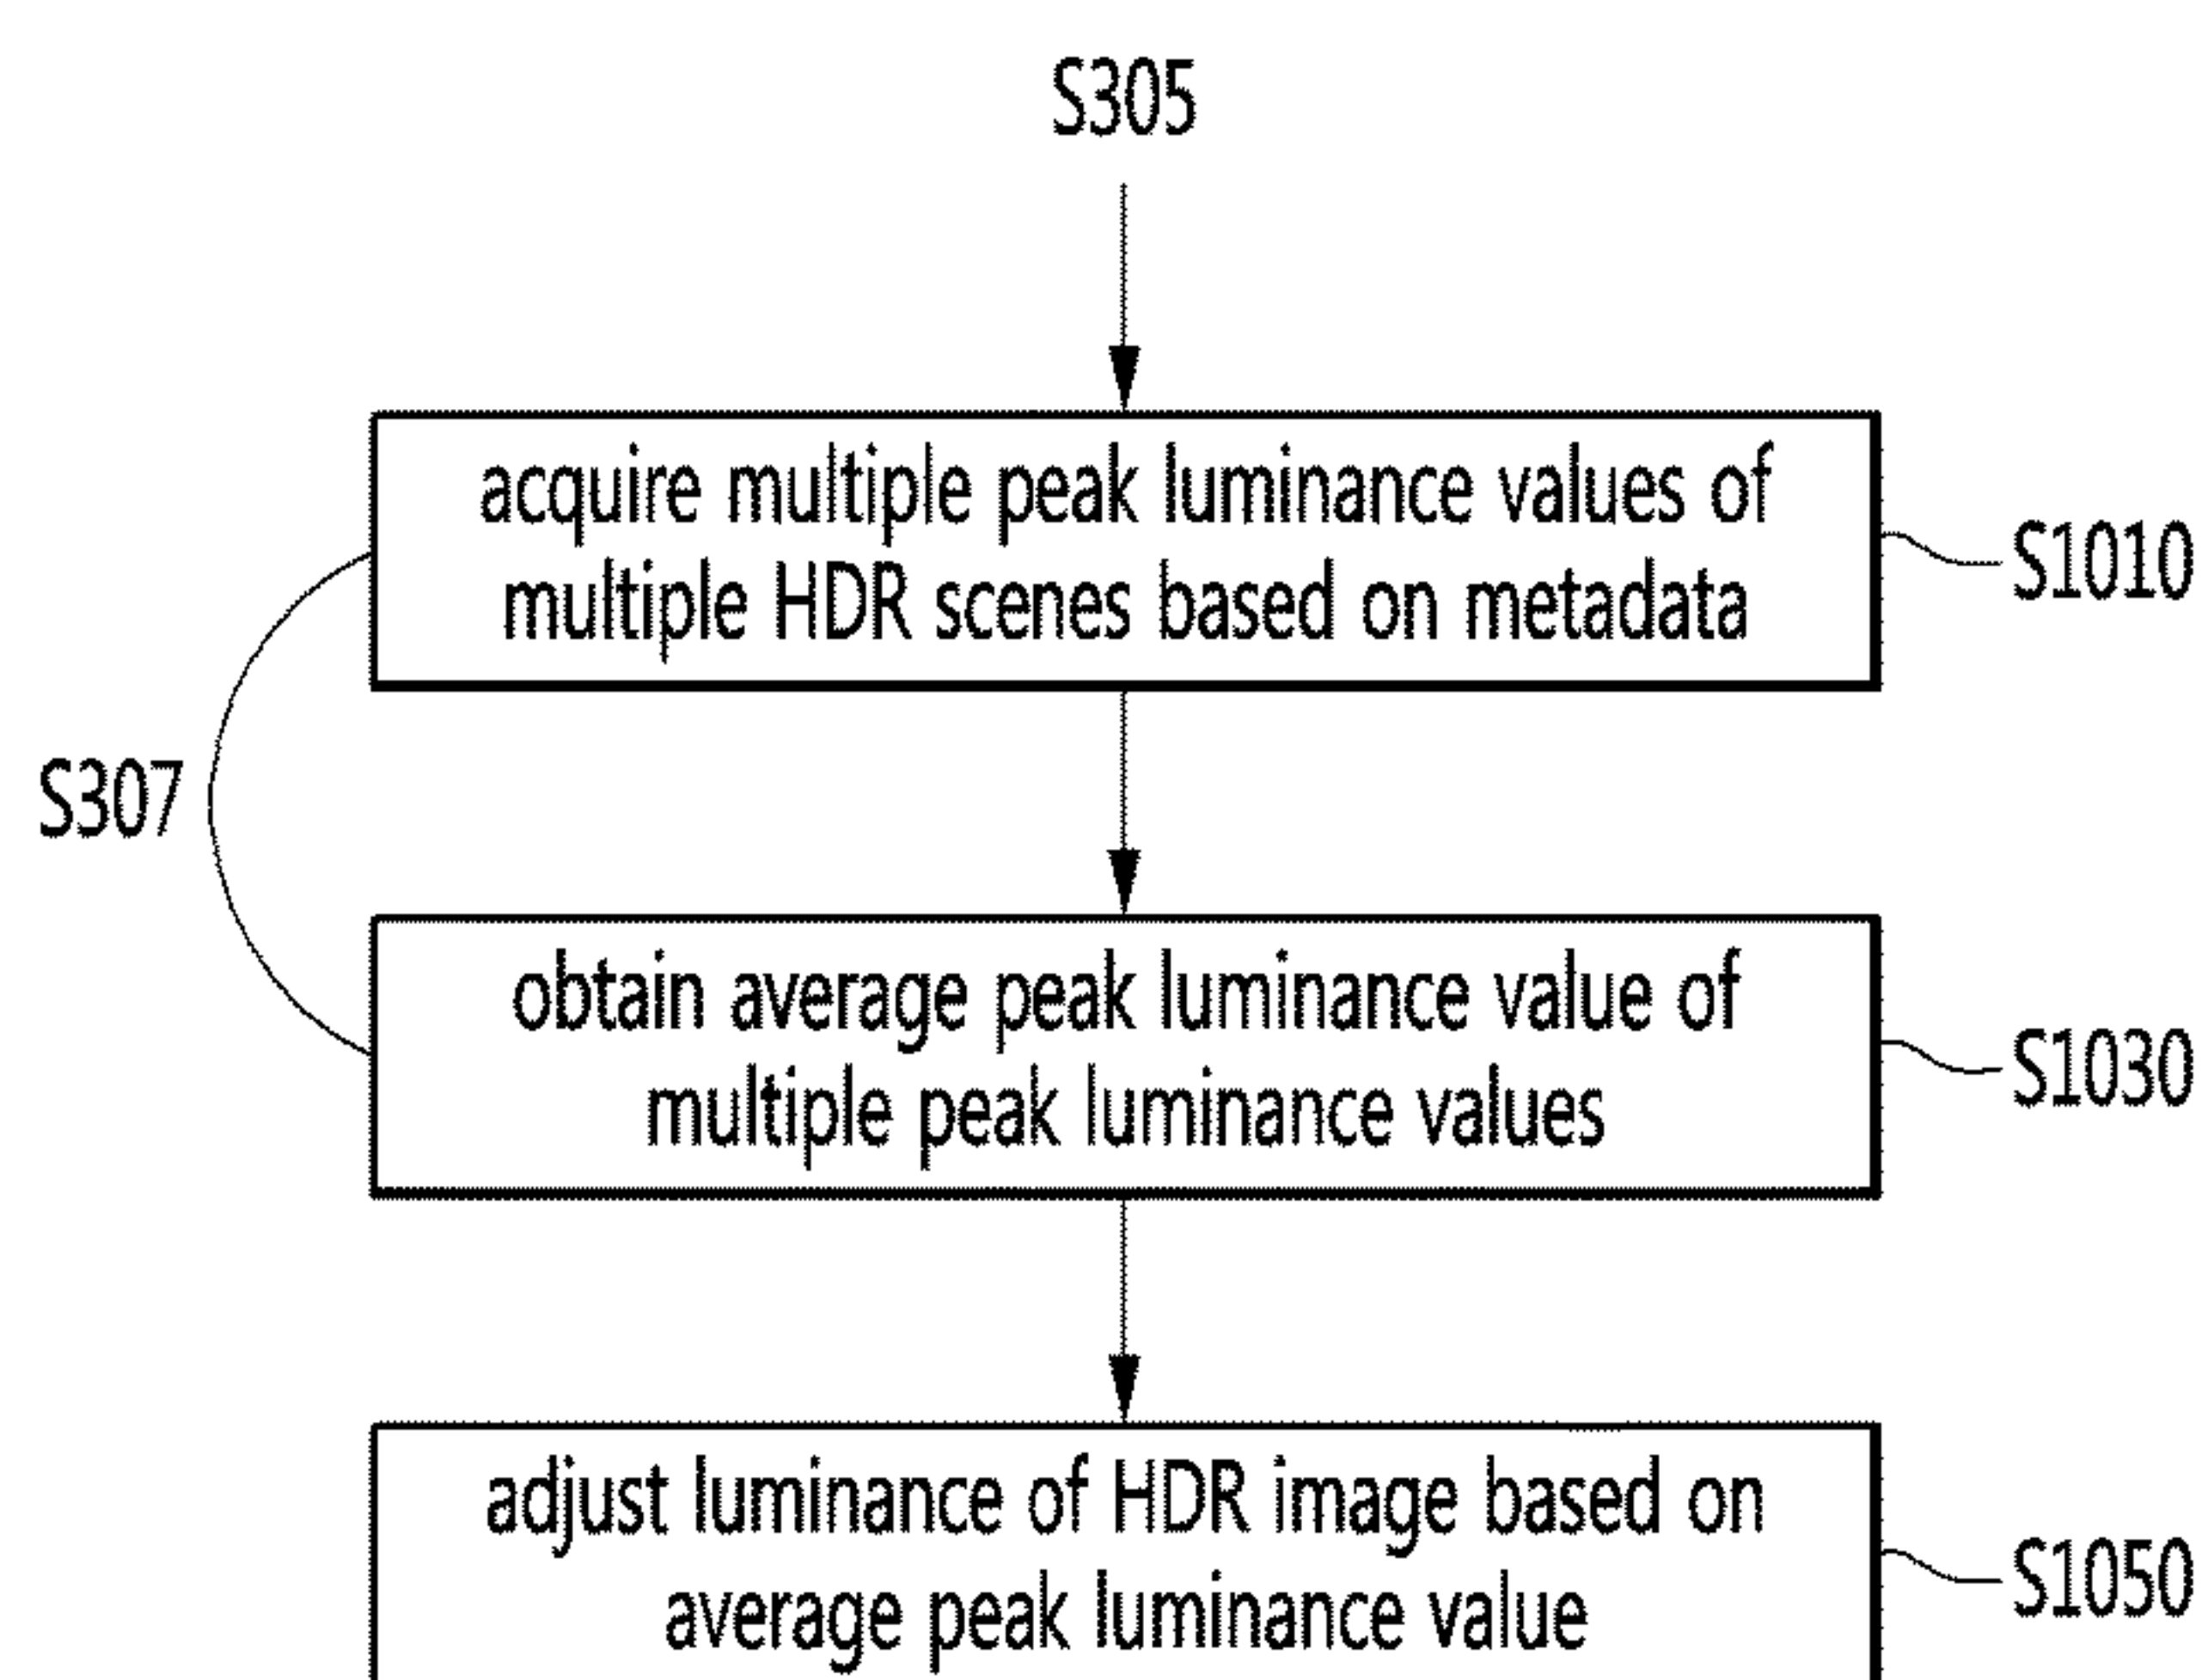 S305
acquire multiple peak luminance values of
multiple HDR scenes based on metadata
S1010
S307
obtain average peak luminance value of
multiple peak luminance values
S1030
adjust luminance of HDR image based on
average peak luminance value
S1050